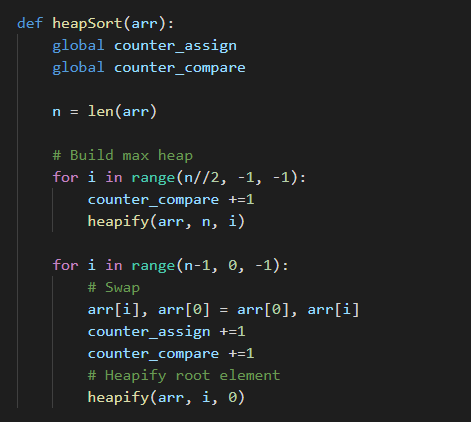 def heapSort(arr):
    global counter_assign
    global counter_compare

    n = len(arr)

    # Build max heap
    for i in range(n//2, -1, -1):
        counter_compare +=1
        heapify(arr, n, i)

    for i in range(n-1, 0, -1):
        # Swap
        arr[i], arr[0] = arr[0], arr[i]
        counter_assign +=1
        counter_compare +=1
        # Heapify root element
        heapify(arr, i, 0)